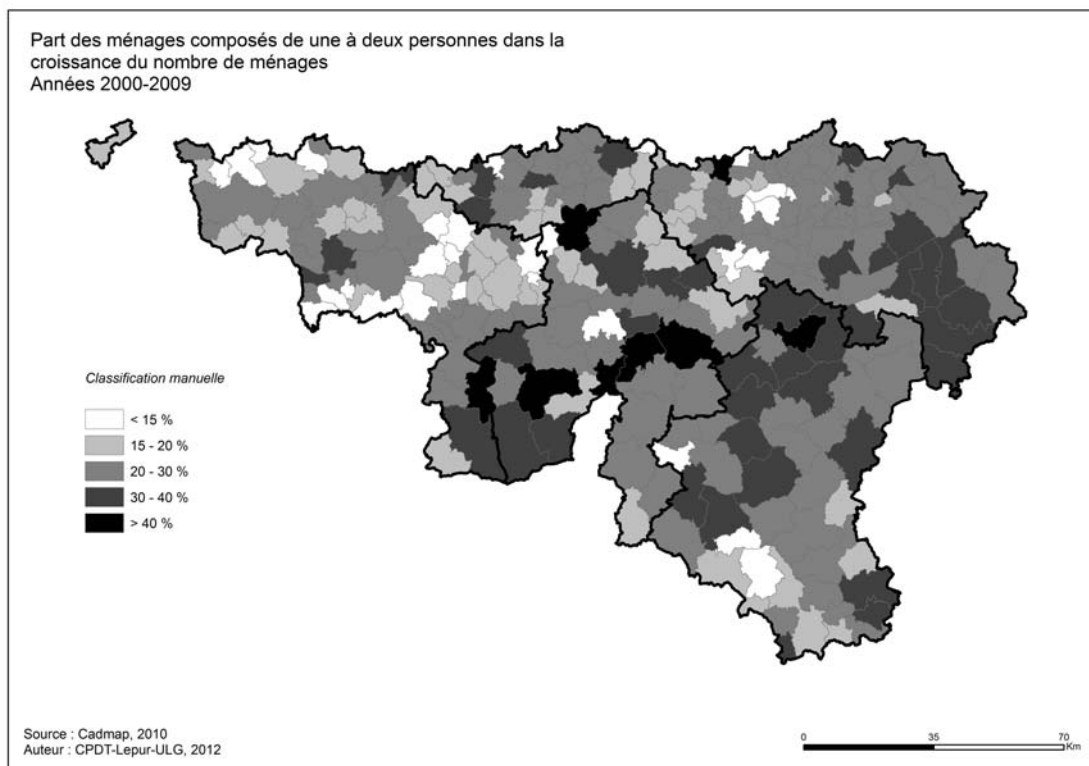 Part des ménages composés de une à deux personnes dans la
croissance du nombre de ménages
Années 2000-2009
Classification manuelle
< 15 %
15 - 20 %
20 - 30 %
30 - 40 %
> 40 %
Source : Cadmap, 2010
Auteur : CPDT-Lepur-ULG, 2012
0 35 70
Km